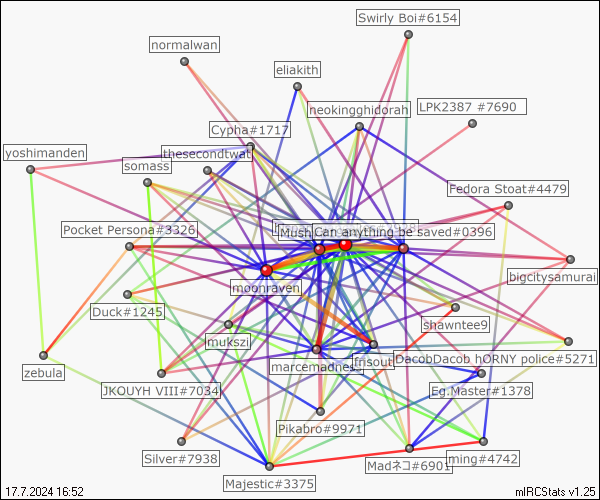 Swirly Boi#6154
normalwan
eliakith
LPK2387 #7690
neokingghidorah
Cypha#1717
yoshimanden
thesecondtwat
somass
Fedora Stoat#4479
Pocket Persona#3326
Mush
Can anything be saved#0396
bigcitysamurai
moonraven
Duck#1245
shawntee9
mukszi
DacobDacob hORNY police#5271
marcemadness
frisout
zebula
JKOUYH VIII#7034
Eg.Master#1378
Pikabro#9971
Silver#7938
Madネコ#6901
ming#4742
Majestic#3375
17.7.2024 16:52
mIRCStats v1.25